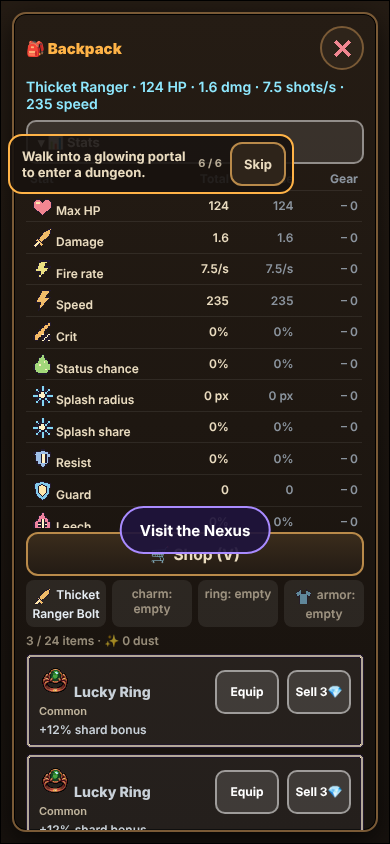 Backpack
Thicket Ranger · 124 HP · 1.6 dmg · 7.5 shots/s ·
235 speed
Stats
Walk into a glowing portal
to enter a dungeon.
6 / 6
Skip
Total
Gear
Max HP 124 124 – 0
Damage 1.6 1.6 – 0
Fire rate 7.5/s 7.5/s – 0
Speed 235 235 – 0
Crit 0% 0% – 0
Status chance 0% 0% – 0
Splash radius 0 px 0 px – 0
Splash share 0% 0% – 0
Resist 0% 0% – 0
Guard 0 0 – 0
Leech 0% – 0
Visit the Nexus
Shop (V)
Thicket
Ranger Bolt
charm:
empty
ring: empty
armor:
empty
3 / 24 items · ✨ 0 dust
Lucky Ring
Common
+12% shard bonus
Equip
Sell 3💎
Lucky Ring
Common
+12% shard bonus
Equip
Sell 3💎